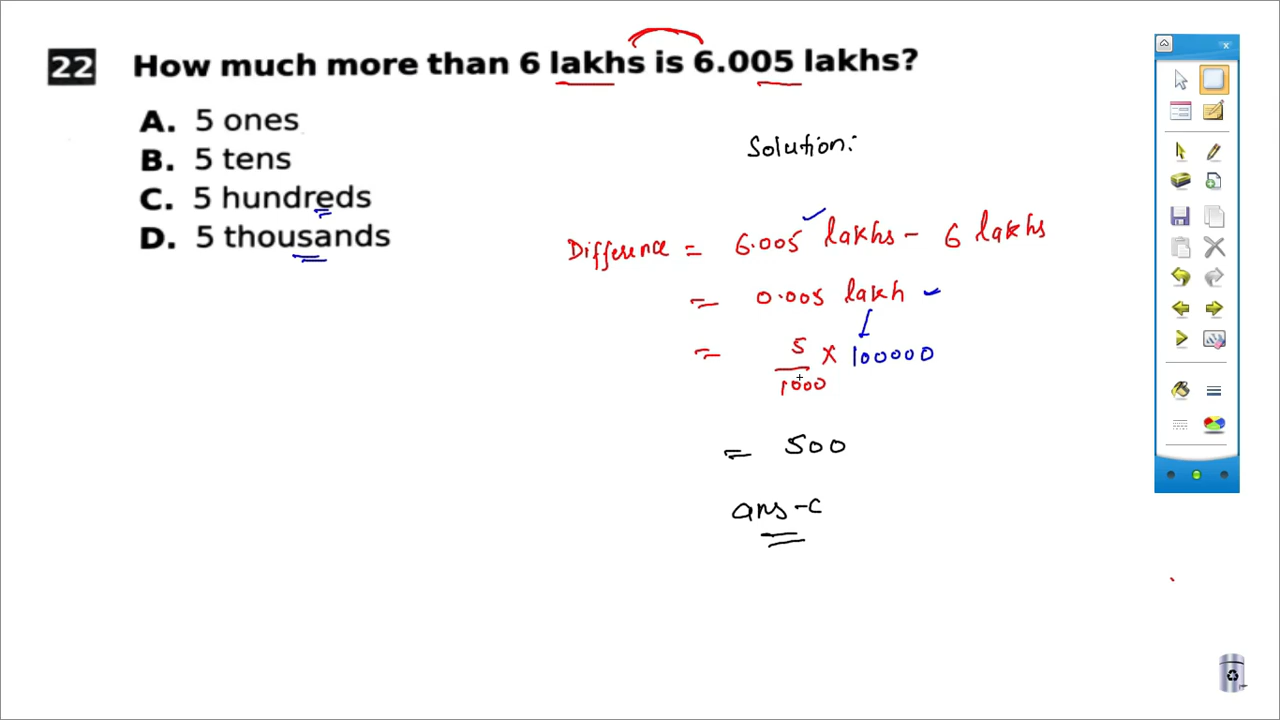 22 How much more than 6 lakhs is 6.005 lakhs?
A. 5 ones
B. 5 tens
C. 5 hundreds
D. 5 thousands
Solution:
Difference = 6.005 lakhs - 6 lakhs
= 0.005 lakh
= 5/1000 × 100000
= 500
ans - C